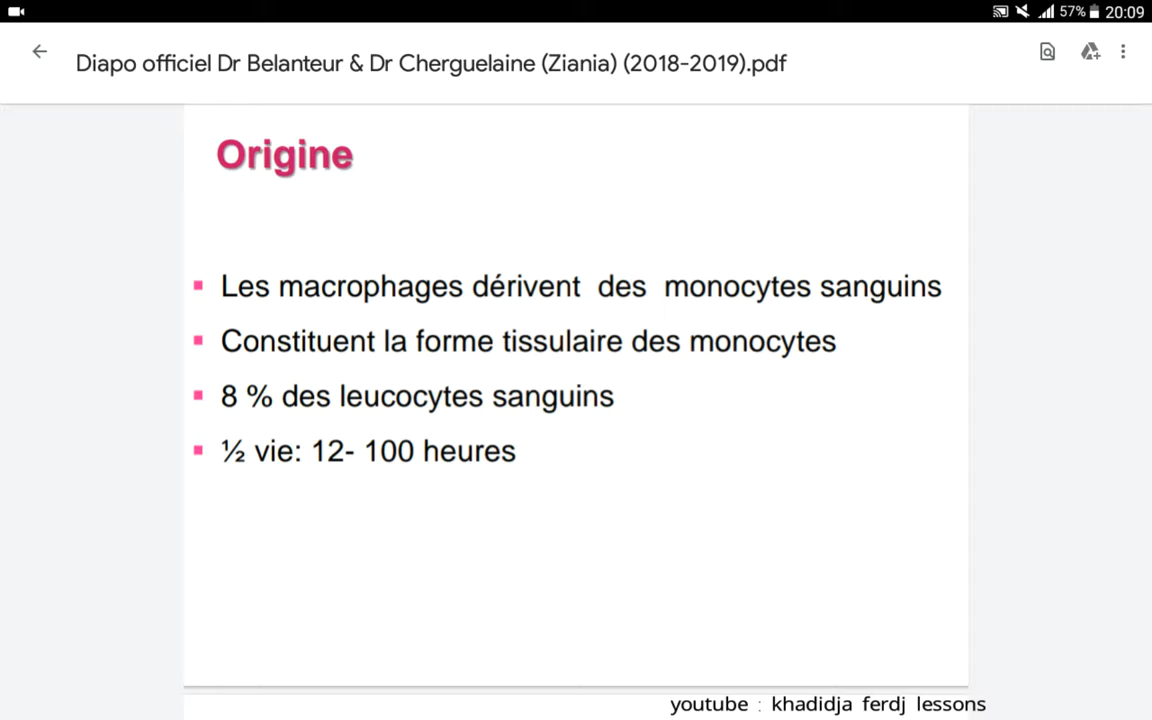 57% 20:09
Diapo officiel Dr Belanteur & Dr Cherguelaine (Ziania) (2018-2019).pdf
Origine
Les macrophages dérivent des monocytes sanguins
Constituent la forme tissulaire des monocytes
8 % des leucocytes sanguins
½ vie: 12- 100 heures
youtube : khadidja ferdj lessons